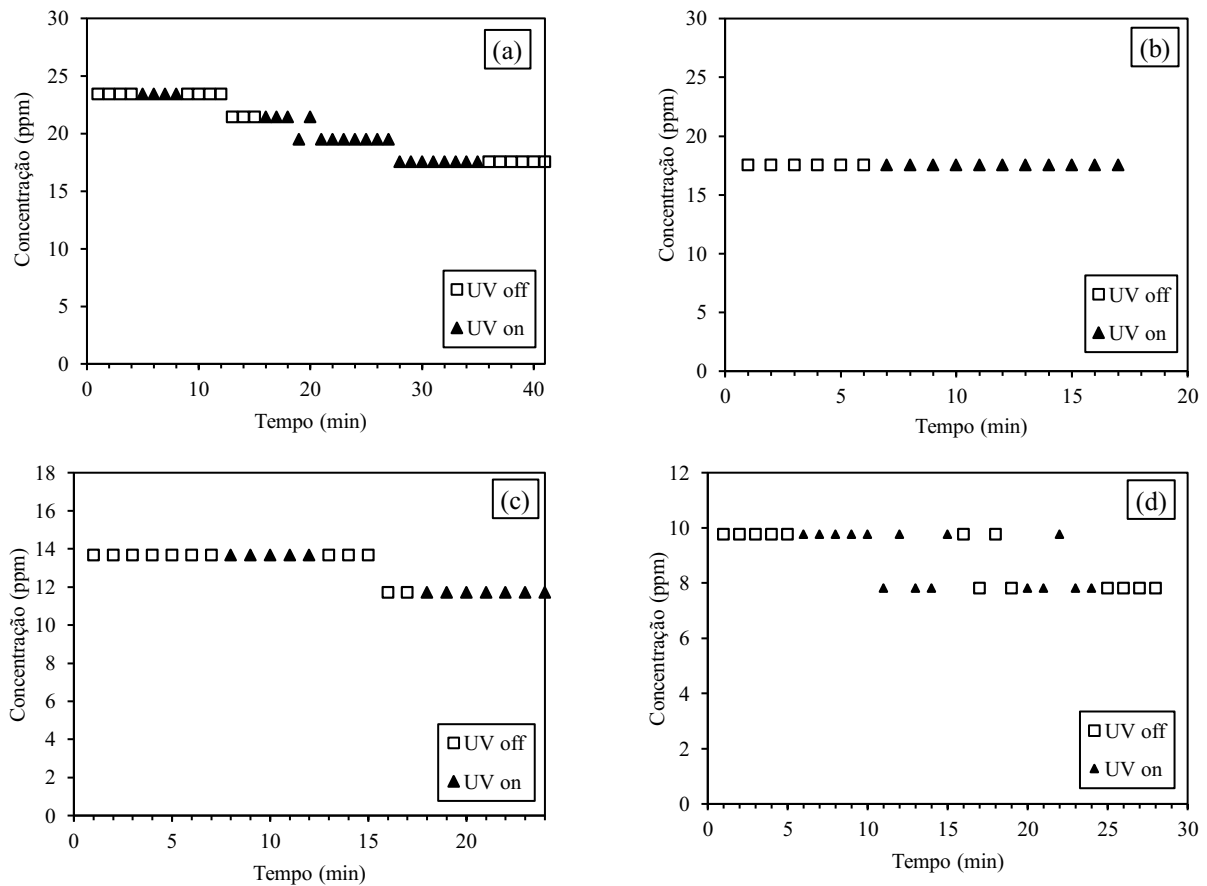 (a)
Concentração (ppm)
30
25
20
15
10
5
0
UV off
UV on
0 10 20 30 40
Tempo (min)
(b)
Concentração (ppm)
30
25
20
15
10
5
0
UV off
UV on
0 5 10 15 20
Tempo (min)
(c)
Concentração (ppm)
18
16
14
12
10
8
6
4
2
0
UV off
UV on
0 5 10 15 20
Tempo (min)
(d)
Concentração (ppm)
12
10
8
6
4
2
0
UV off
UV on
0 5 10 15 20 25 30
Tempo (min)